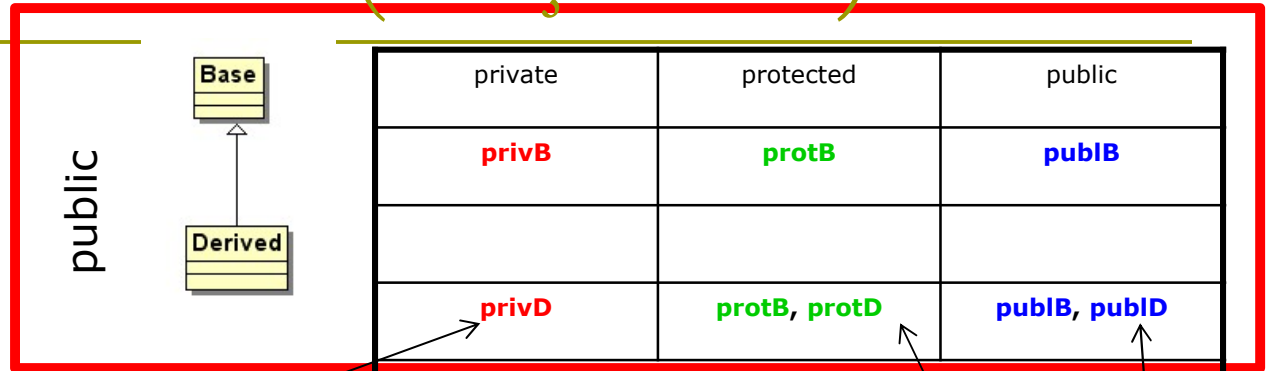 public
Base
Derived
private protected public
privB protB publB
privD protB, protD publB, publD